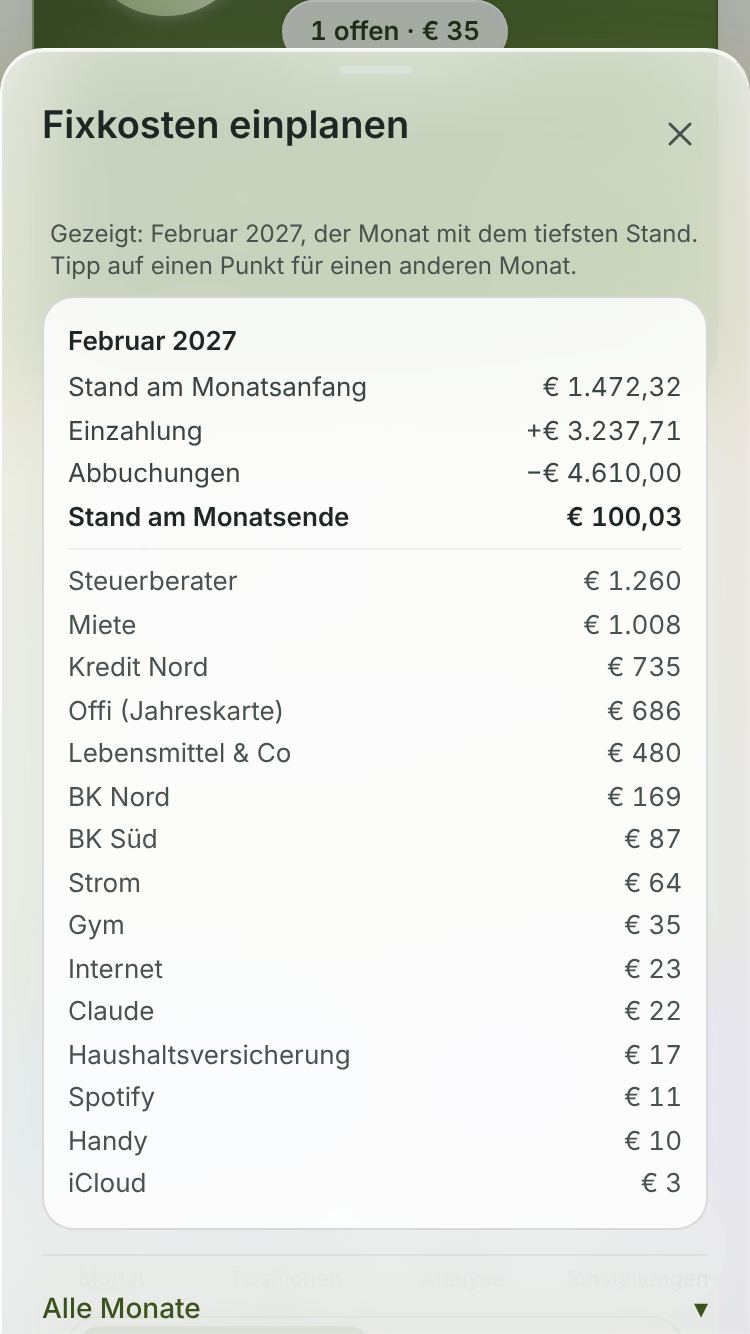 1 offen · € 35
Fixkosten einplanen
Gezeigt: Februar 2027, der Monat mit dem tiefsten Stand.
Tipp auf einen Punkt für einen anderen Monat.
Februar 2027
Stand am Monatsanfang € 1.472,32
Einzahlung +€ 3.237,71
Abbuchungen −€ 4.610,00
Stand am Monatsende € 100,03
Steuerberater € 1.260
Miete € 1.008
Kredit Nord € 735
Offi (Jahreskarte) € 686
Lebensmittel & Co € 480
BK Nord € 169
BK Süd € 87
Strom € 64
Gym € 35
Internet € 23
Claude € 22
Haushaltsversicherung € 17
Spotify € 11
Handy € 10
iCloud € 3
Monat Positionen Analyse Einstellungen
Alle Monate ▼